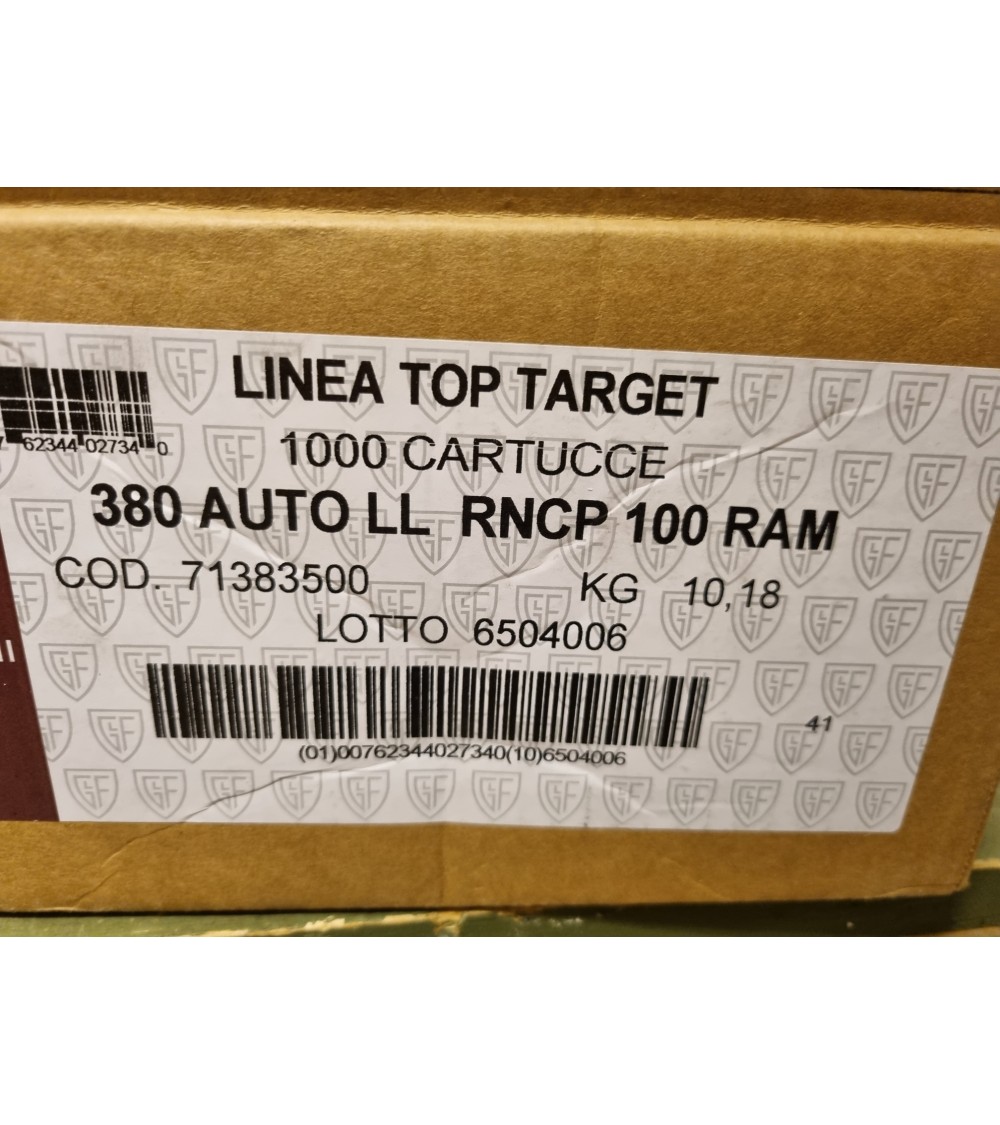 LINEA TOP TARGET
62344 02734 0
1000 CARTUCCE
380 AUTO LL RNCP 100 RAM
COD. 71383500 KG 10,18
LOTTO 6504006
41
(01)00762344027340(10)6504006